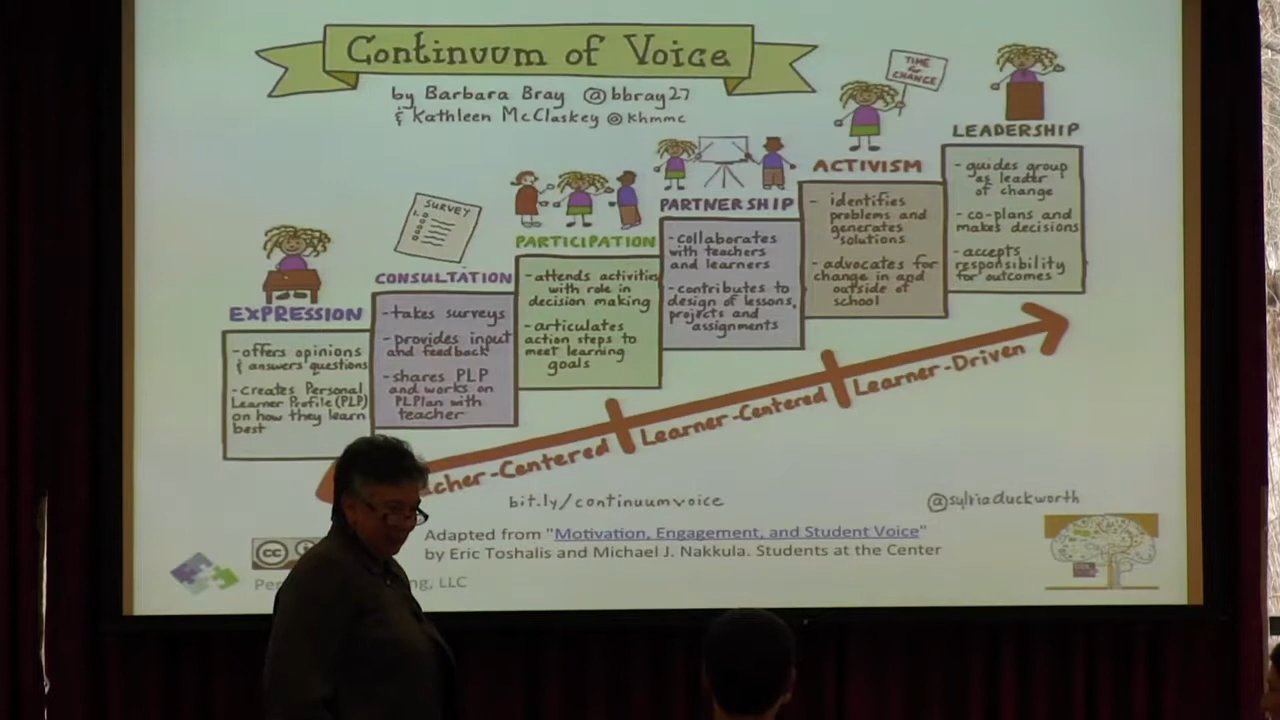 Continuum of Voice
by Barbara Bray @bbray27
& Kathleen McClaskey @khmmc
EXPRESSION
-offers opinions
& answers questions
-creates Personal
Learner Profile (PLP)
on how they learn
best
SURVEY
CONSULTATION
-takes surveys
-provides input
and feedback
-shares PLP
and works on
PLPlan with
teacher
PARTICIPATION
-attends activities
with role in
decision making
-articulates
action steps to
meet learning
goals
PARTNERSHIP
-collaborates
with teachers
and learners
-contributes to
design of lessons,
projects and
assignments
TIME
for
CHANGE
ACTIVISM
- identifies
problems and
generates
solutions
- advocates for
change in and
outside of
school
LEADERSHIP
- guides group
as leader
of change
-co-plans and
makes decisions
-accepts
responsibility
for outcomes
acher-Centered
Learner-Centered
Learner-Driven
bit.ly/continuumvoice
@sylviaduckworth
cc
Adapted from "Motivation, Engagement, and Student Voice"
by Eric Toshalis and Michael J. Nakkula. Students at the Center
Pe ng, LLC